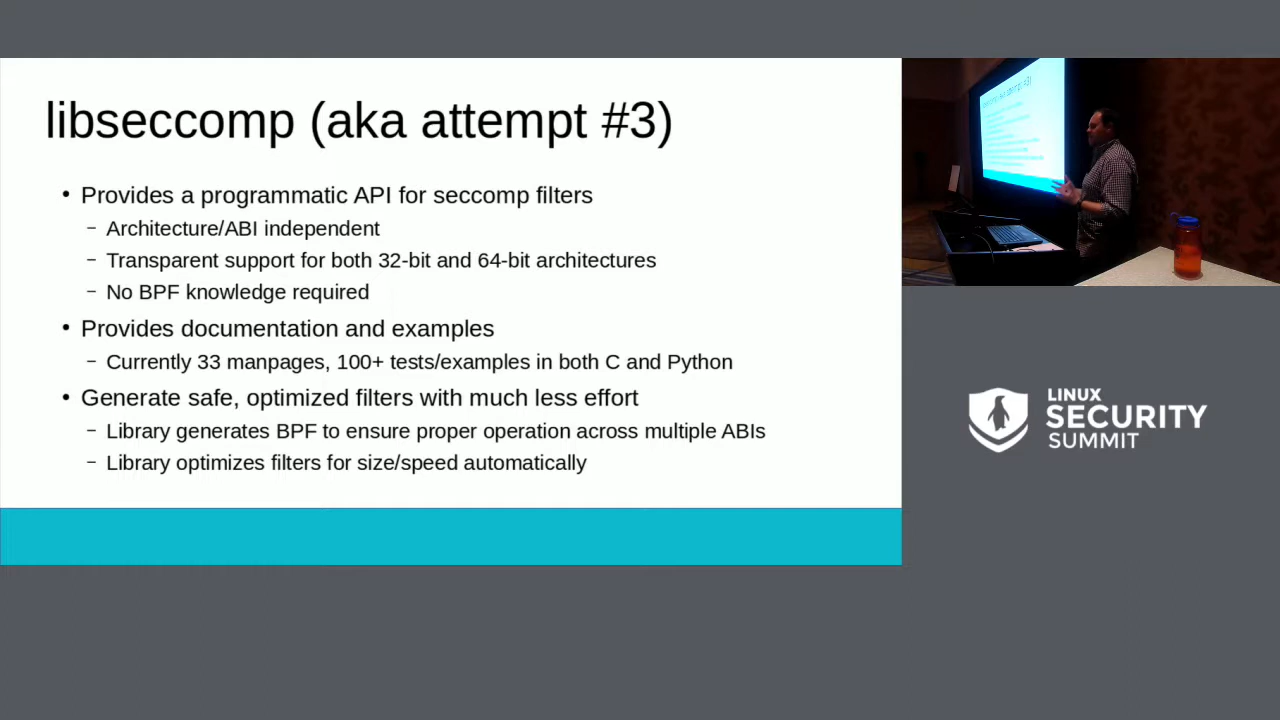 libseccomp (aka attempt #3)
• Provides a programmatic API for seccomp filters
– Architecture/ABI independent
– Transparent support for both 32-bit and 64-bit architectures
– No BPF knowledge required
• Provides documentation and examples
– Currently 33 manpages, 100+ tests/examples in both C and Python
• Generate safe, optimized filters with much less effort
– Library generates BPF to ensure proper operation across multiple ABIs
– Library optimizes filters for size/speed automatically
LINUX
SECURITY
SUMMIT